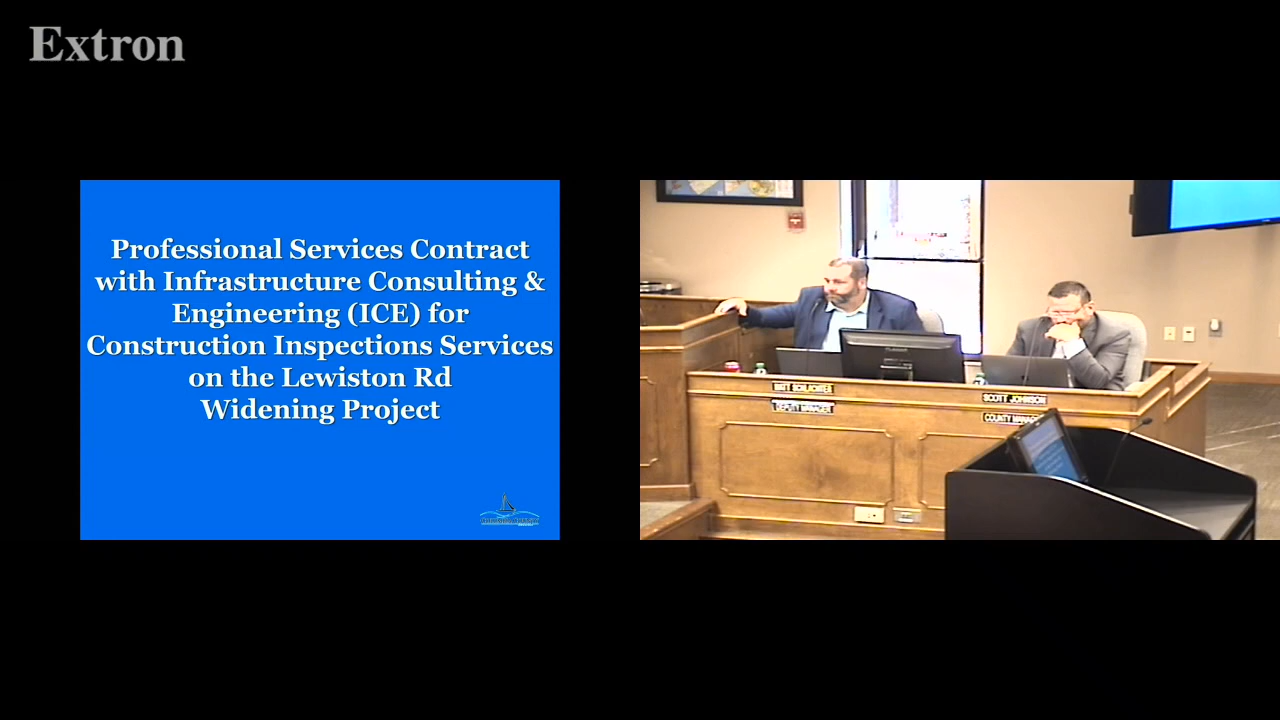 Extron
Professional Services Contract
with Infrastructure Consulting &
Engineering (ICE) for
Construction Inspections Services
on the Lewiston Rd
Widening Project
DEPUTY MANAGER
SCOTT JOHNSON
COUNTY